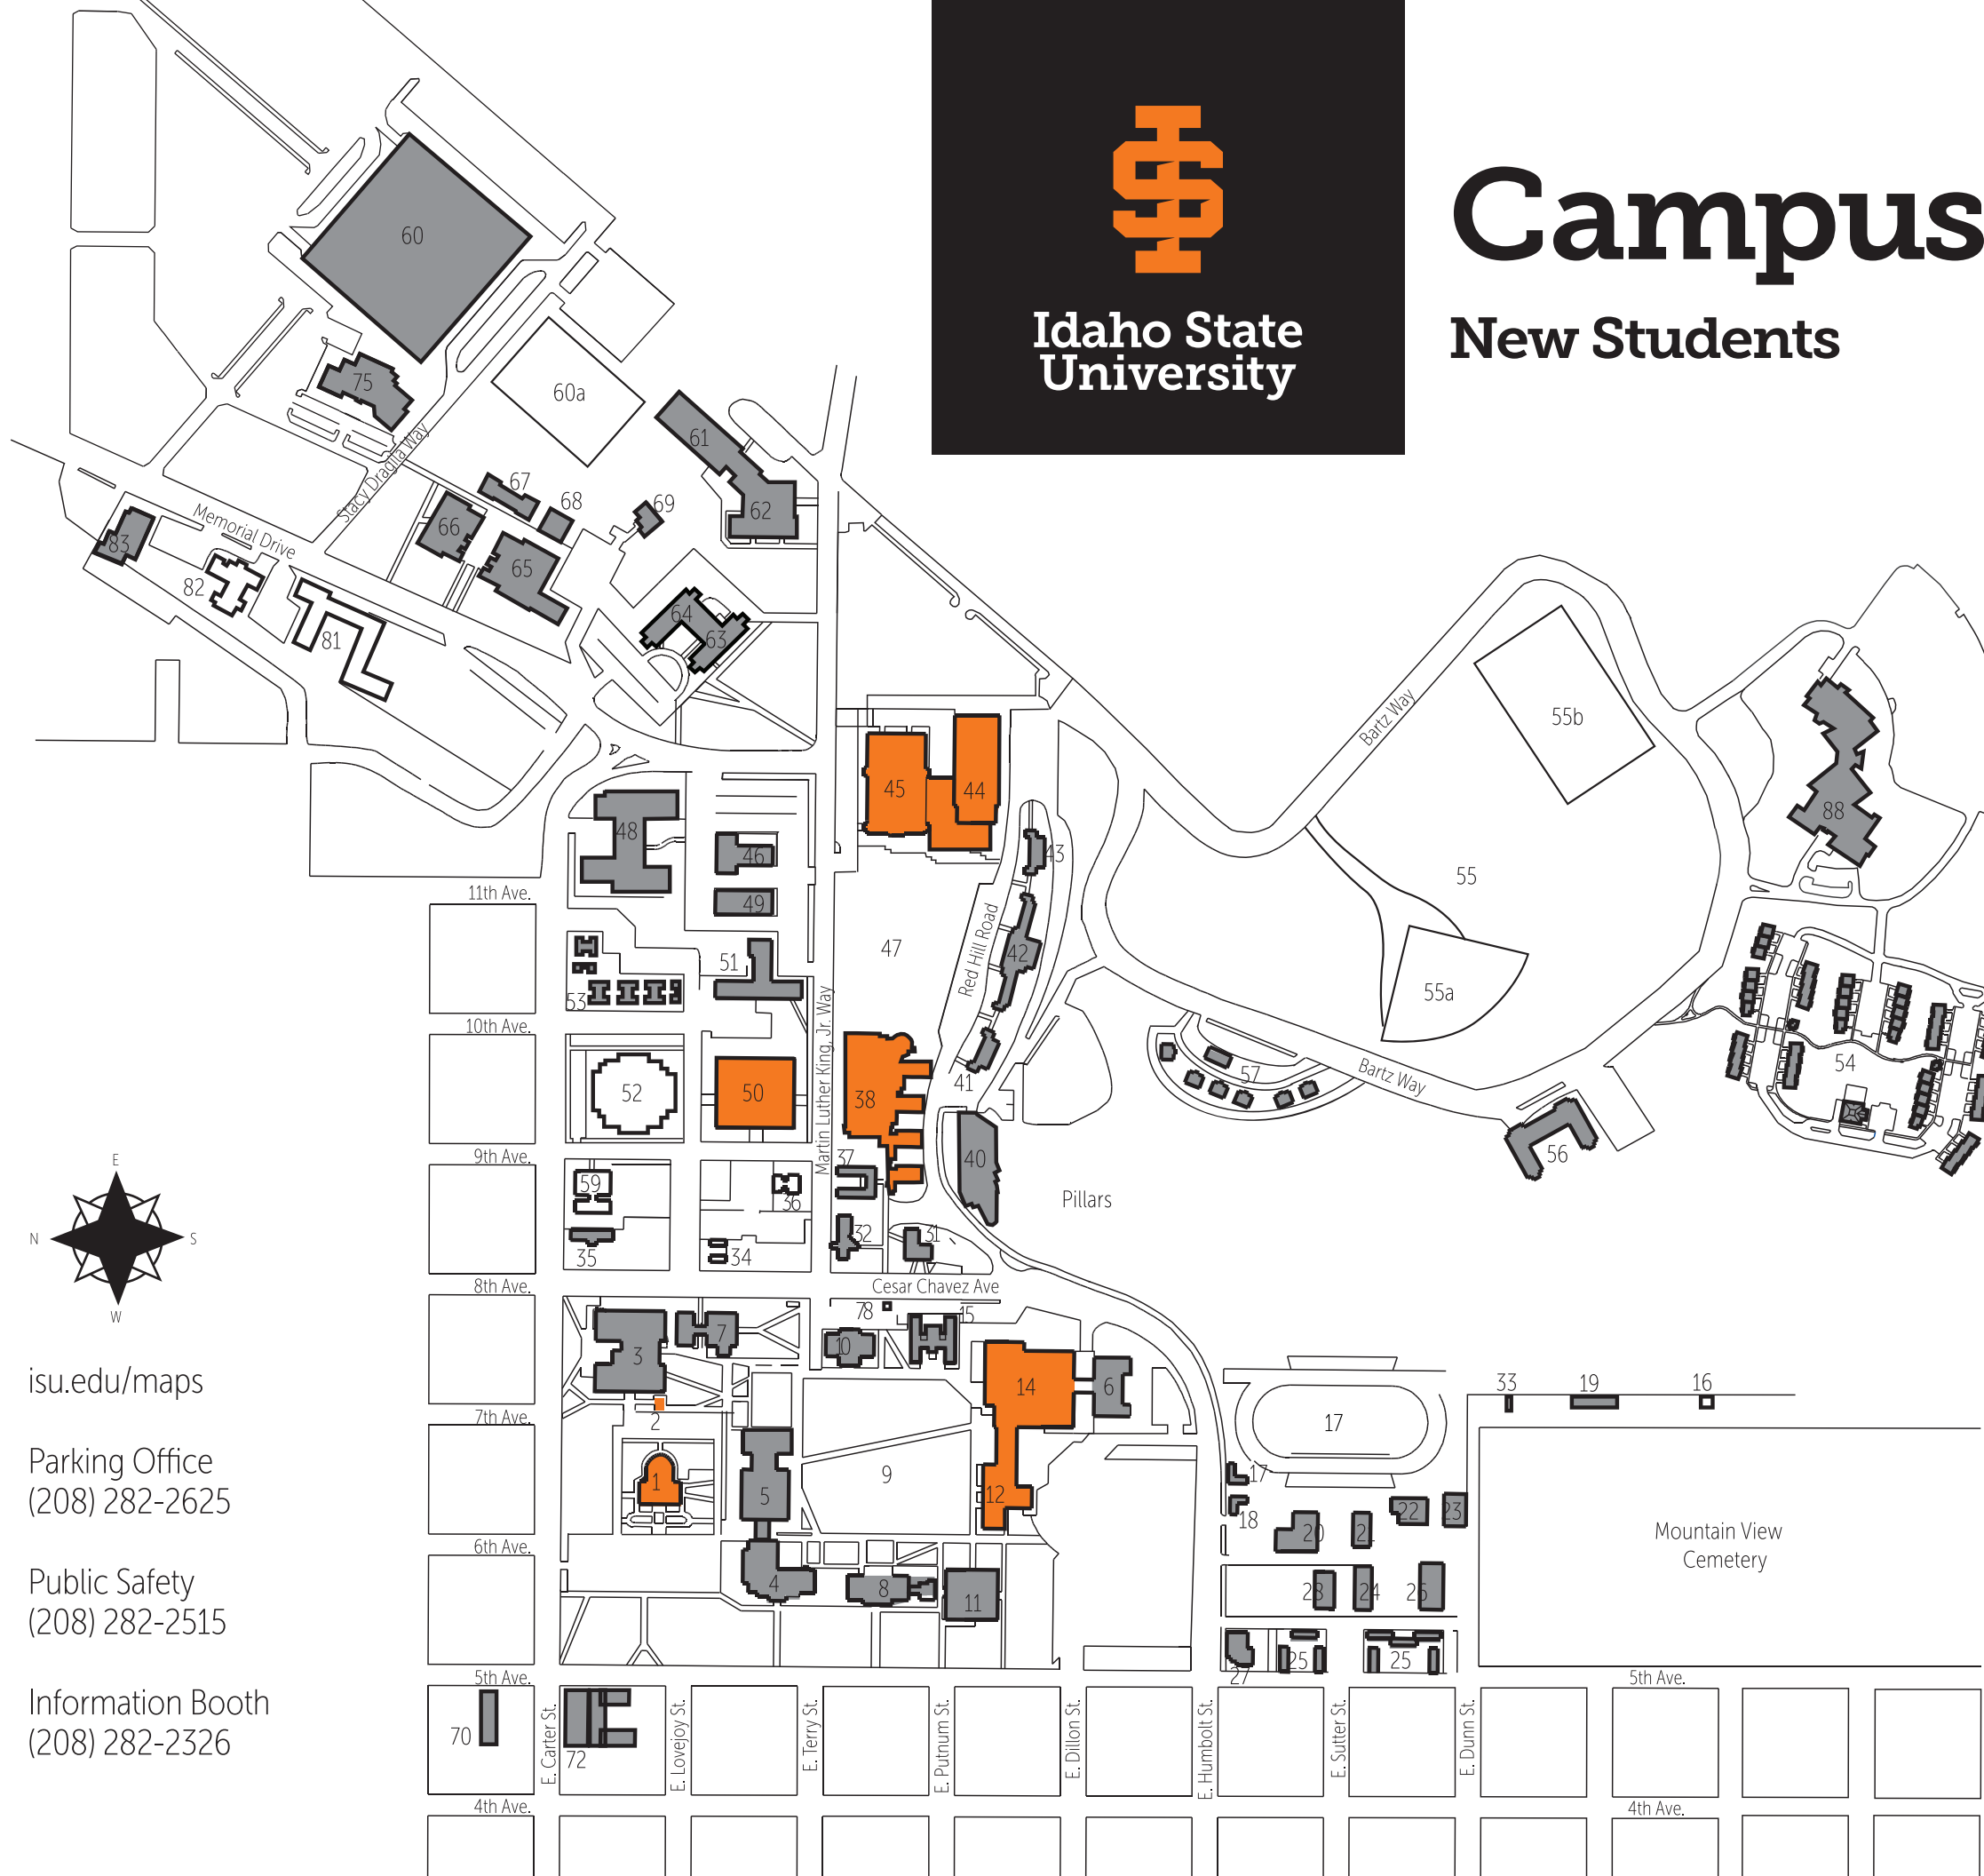 Idaho State
University
Campus
New Students
60
75
60a
61
62
67
68
69
66
65
Stacy Dragila Way
Memorial Drive
83
82
81
64
63
45
44
43
42
41
Red Hill Road
47
48
46
49
51
53
52
50
38
37
36
40
Martin Luther King, Jr. Way
59
35
34
32
31
Pillars
Bartz Way
55b
55
55a
88
54
57
Bartz Way
56
11th Ave.
10th Ave.
9th Ave.
8th Ave.
7th Ave.
6th Ave.
5th Ave.
4th Ave.
E
N
S
W
Cesar Chavez Ave
78
15
10
3
7
2
1
5
9
14
6
12
4
8
11
17
33
19
16
17
18
20
21
22
23
28
24
26
27
25
25
Mountain View
Cemetery
isu.edu/maps
Parking Office
(208) 282-2625
Public Safety
(208) 282-2515
Information Booth
(208) 282-2326
70
72
E. Carter St.
E. Lovejoy St.
E. Terry St.
E. Putnum St.
E. Dillon St.
E. Humbolt St.
E. Sutter St.
E. Dunn St.
5th Ave.
4th Ave.